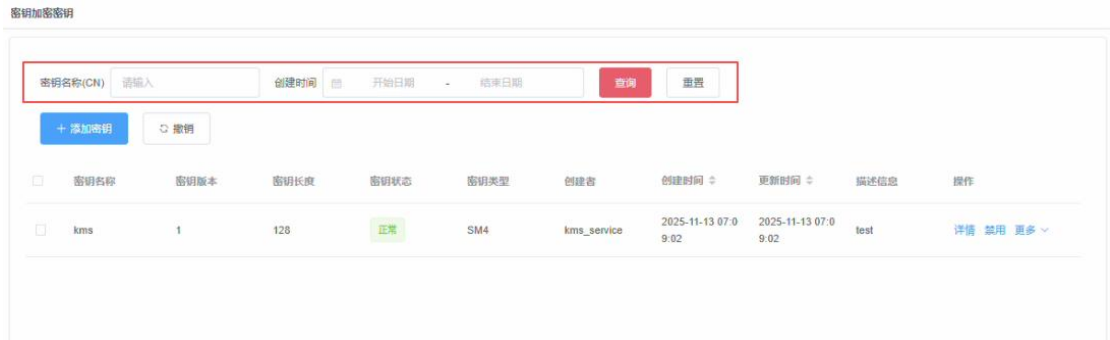 密钥加密密钥
密钥名称(CN) 请输入 创建时间 开始日期 - 结束日期 查询 重置
+ 添加密钥 撤销
密钥名称 密钥版本 密钥长度 密钥状态 密钥类型 创建者 创建时间 更新时间 描述信息 操作
kms 1 128 正常 SM4 kms_service 2025-11-13 07:0 2025-11-13 07:0 test 详情 禁用 更多
9:02 9:02